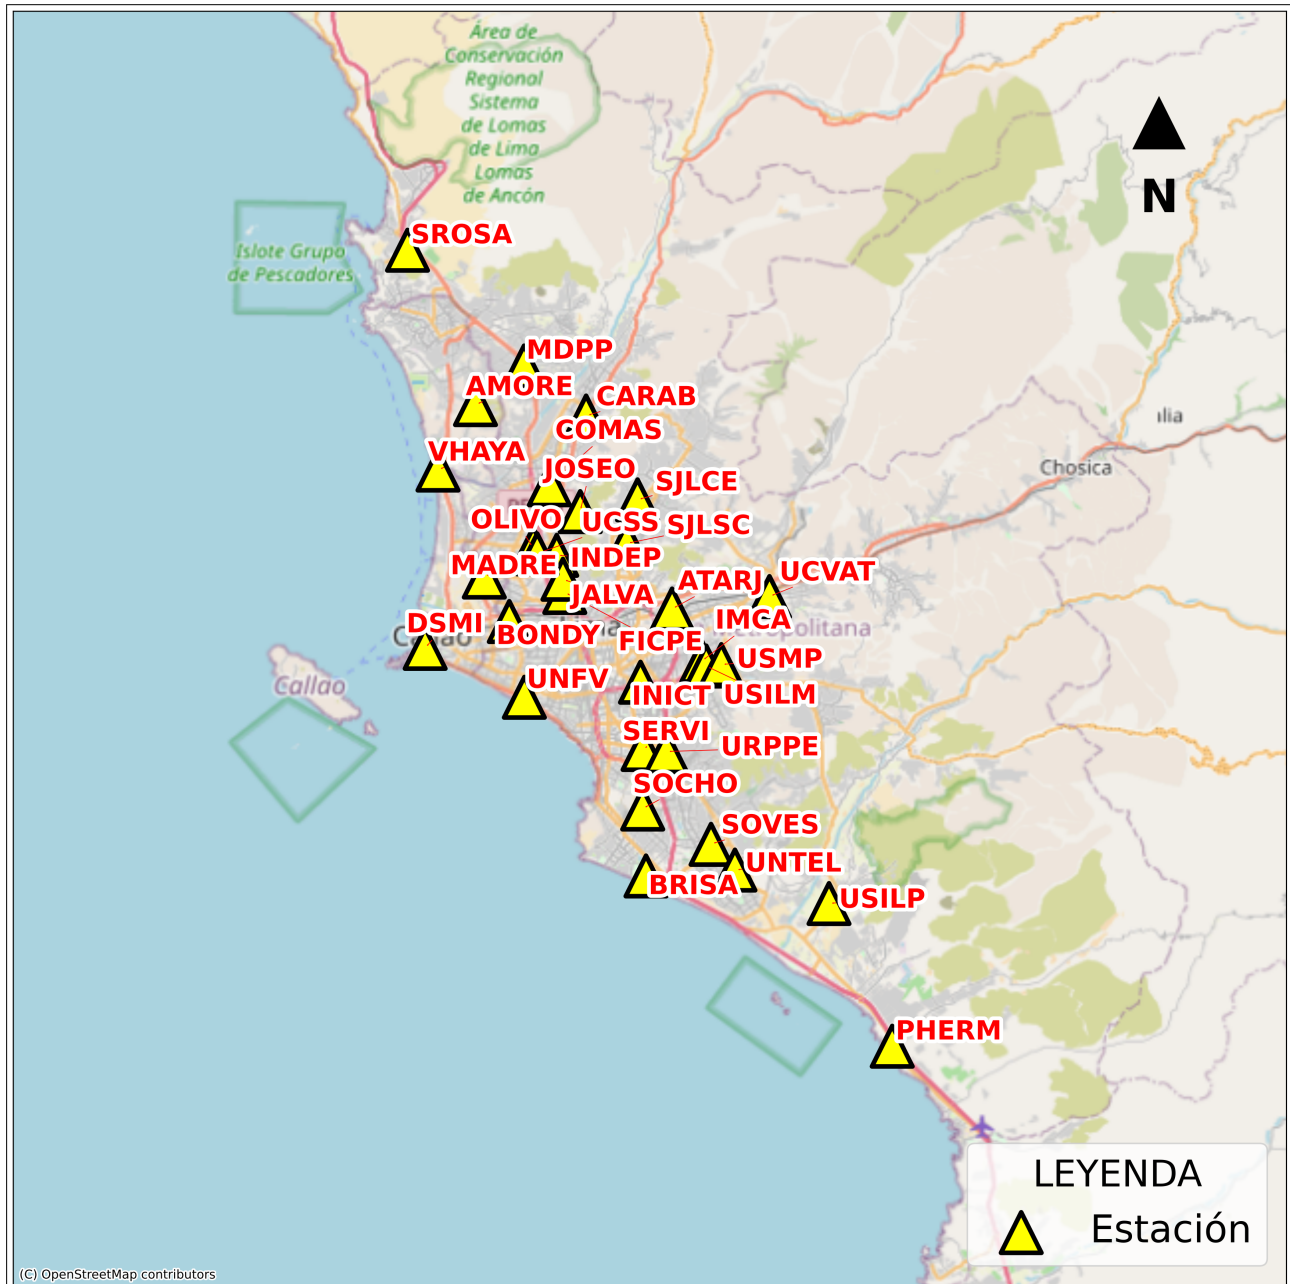 Área de
Conservación
Regional
Sistema
de Lomas
de Lima
Lomas
de Ancón
N
SROSA
Islote Grupo
de Pescadores
MDPP
AMORE
CARAB
COMAS
VHAYA
JOSEO
SJLCE
OLIVO
UCSS
SJLSC
INDEP
MADRE
ATARJ
UCVAT
JALVA
IMCA
DSMI
BONDY
FICPE
USMP
UNFV
INICT
USILM
SERVI
URPPE
SOCHO
SOVES
UNTEL
BRISA
USILP
PHERM
Chosica
Callao
Callao
LEYENDA
Estación
(C) OpenStreetMap contributors